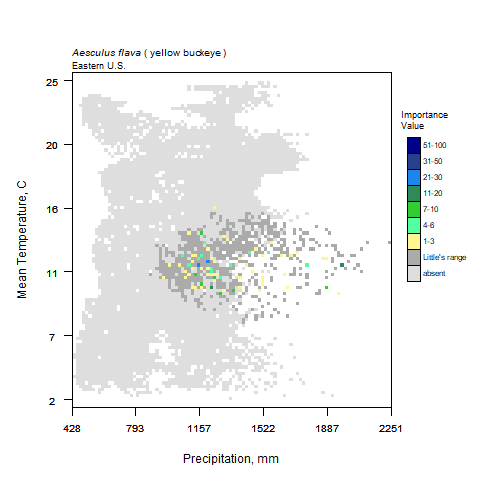 Aesculus flava ( yellow buckeye )
Eastern U.S.
Importance
Value
51-100
31-50
21-30
11-20
7-10
4-6
1-3
Little's range
absent
25
20
16
11
7
2
Mean Temperature, C
428 793 1157 1522 1887 2251
Precipitation, mm